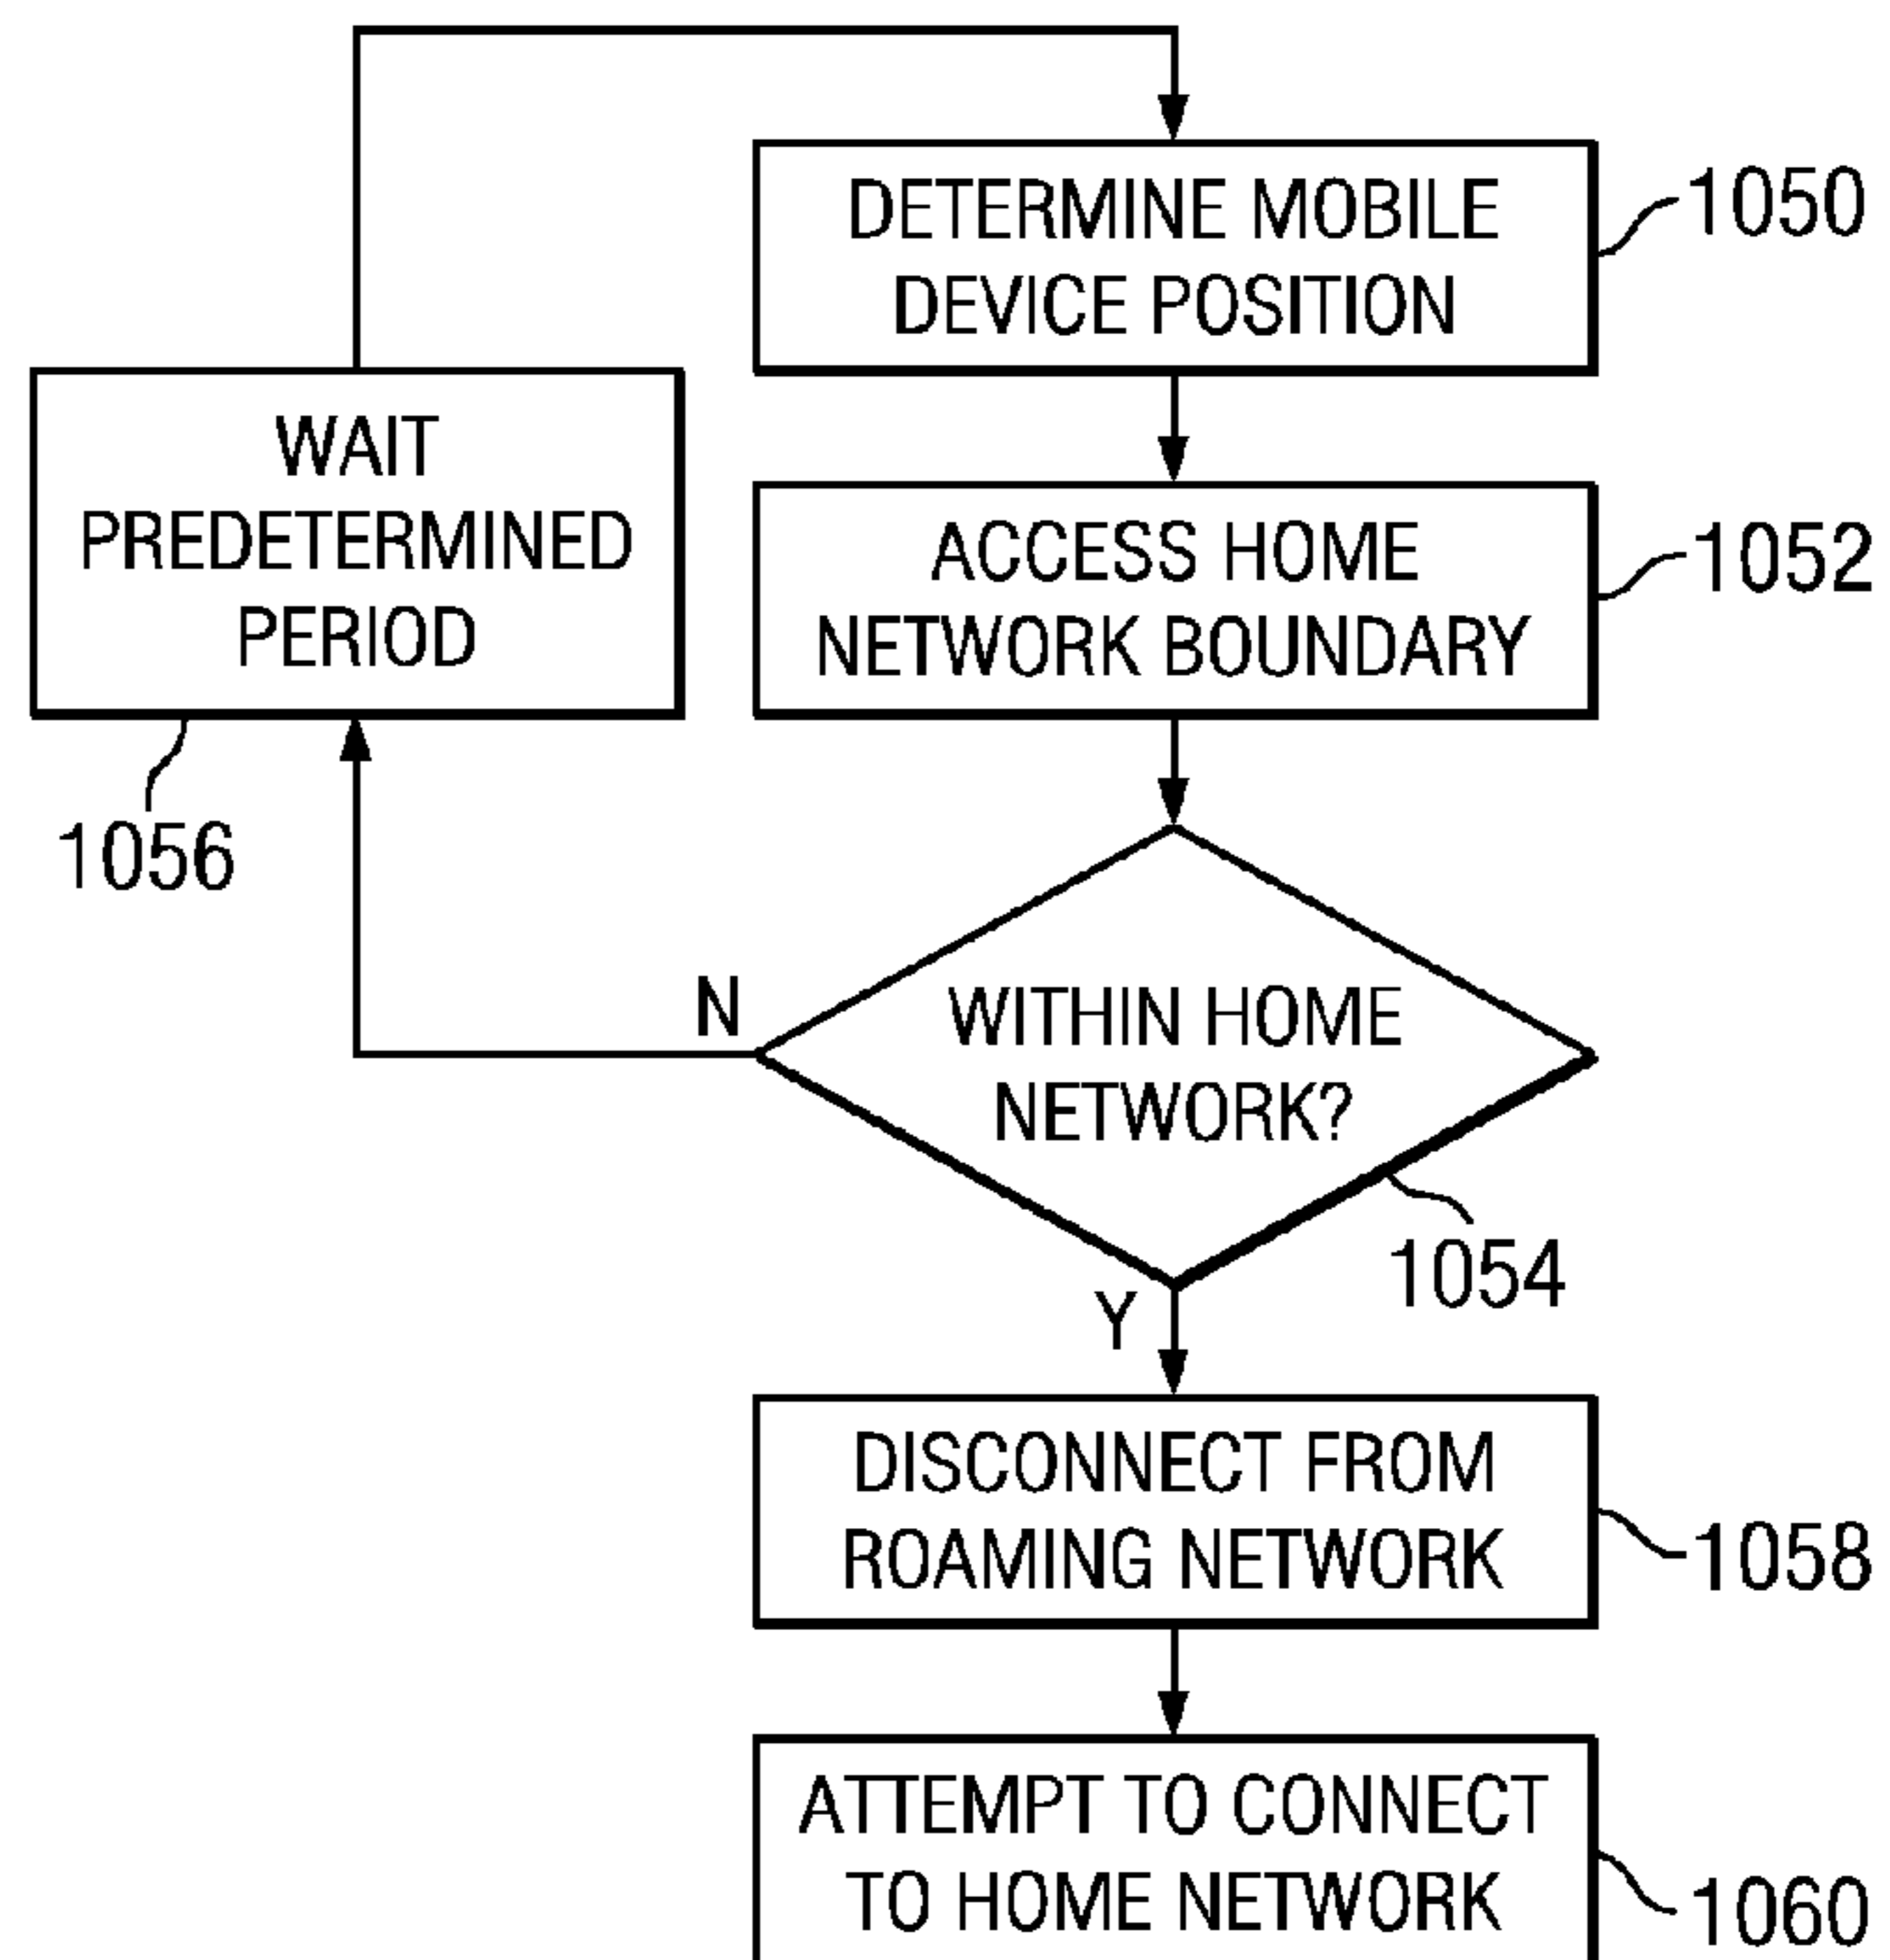 DETERMINE MOBILE
DEVICE POSITION
1050
WAIT
PREDETERMINED
PERIOD
1056
ACCESS HOME
NETWORK BOUNDARY
1052
WITHIN HOME
NETWORK?
1054
N
Y
DISCONNECT FROM
ROAMING NETWORK
1058
ATTEMPT TO CONNECT
TO HOME NETWORK
1060